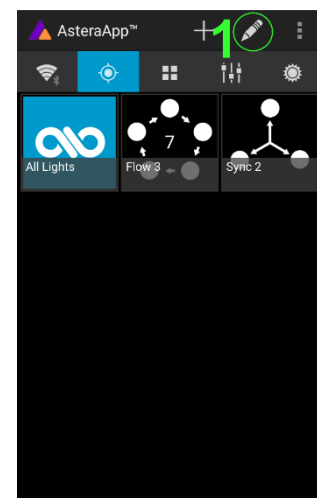 AsteraApp™
1
7
All Lights
Flow 3
Sync 2